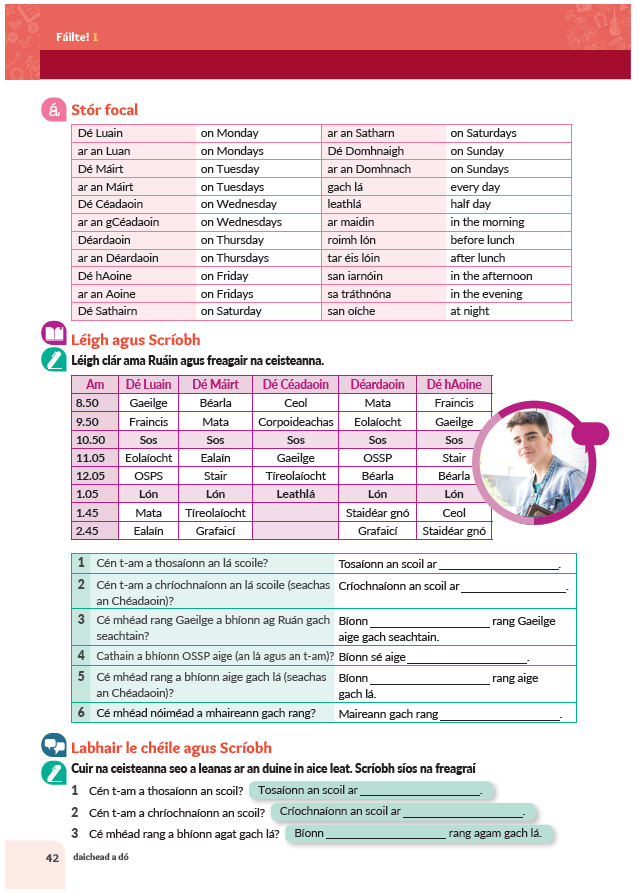 Fáilte! 1
á Stór focal
Dé Luain on Monday ar an Satharn on Saturdays
ar an Luan on Mondays Dé Domhnaigh on Sunday
Dé Máirt on Tuesday ar an Domhnach on Sundays
ar an Máirt on Tuesdays gach lá every day
Dé Céadaoin on Wednesday leathlá half day
ar an gCéadaoin on Wednesdays ar maidin in the morning
Déardaoin on Thursday roimh lón before lunch
ar an Déardaoin on Thursdays tar éis lóin after lunch
Dé hAoine on Friday san iarnóin in the afternoon
ar an Aoine on Fridays sa tráthnóna in the evening
Dé Sathairn on Saturday san oíche at night
Léigh agus Scríobh
Léigh clár ama Ruáin agus freagair na ceisteanna.
Am Dé Luain Dé Máirt Dé Céadaoin Déardaoin Dé hAoine
8.50 Gaeilge Béarla Ceol Mata Fraincis
9.50 Fraincis Mata Corpoideachas Eolaíocht Gaeilge
10.50 Sos Sos Sos Sos Sos
11.05 Eolaíocht Ealaín Gaeilge OSSP Stair
12.05 OSPS Stair Tíreolaíocht Béarla Béarla
1.05 Lón Lón Leathlá Lón Lón
1.45 Mata Tíreolaíocht Staidéar gnó Ceol
2.45 Ealaín Grafaicí Grafaicí Staidéar gnó
1 Cén t-am a thosaíonn an lá scoile? Tosaíonn an scoil ar ____________________.
2 Cén t-am a chríochnaíonn an lá scoile (seachas Críochnaíonn an scoil ar __________________.
an Chéadaoin)?
3 Cé mhéad rang Gaeilge a bhíonn ag Ruán gach Bíonn ____________________ rang Gaeilge
seachtain? aige gach seachtain.
4 Cathain a bhíonn OSSP aige (an lá agus an t-am)? Bíonn sé aige ____________________.
5 Cé mhéad rang a bhíonn aige gach lá (seachas Bíonn ____________________ rang aige
an Chéadaoin)? gach lá.
6 Cé mhéad nóiméad a mhaireann gach rang? Maireann gach rang ____________________.
Labhair le chéile agus Scríobh
Cuir na ceisteanna seo a leanas ar an duine in aice leat. Scríobh síos na freagraí
1 Cén t-am a thosaíonn an scoil? Tosaíonn an scoil ar ____________________.
2 Cén t-am a chríochnaíonn an scoil? Críochnaíonn an scoil ar ____________________.
3 Cé mhéad rang a bhíonn agat gach lá? Bíonn ____________________ rang agam gach lá.
42 daichead a dó